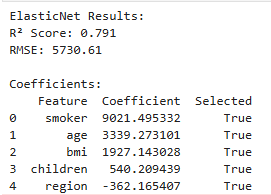 ElasticNet Results:
R² Score: 0.791
RMSE: 5730.61
Coefficients:
Feature Coefficient Selected
0 smoker 9021.495332 True
1 age 3339.273101 True
2 bmi 1927.143028 True
3 children 540.209439 True
4 region -362.165407 True